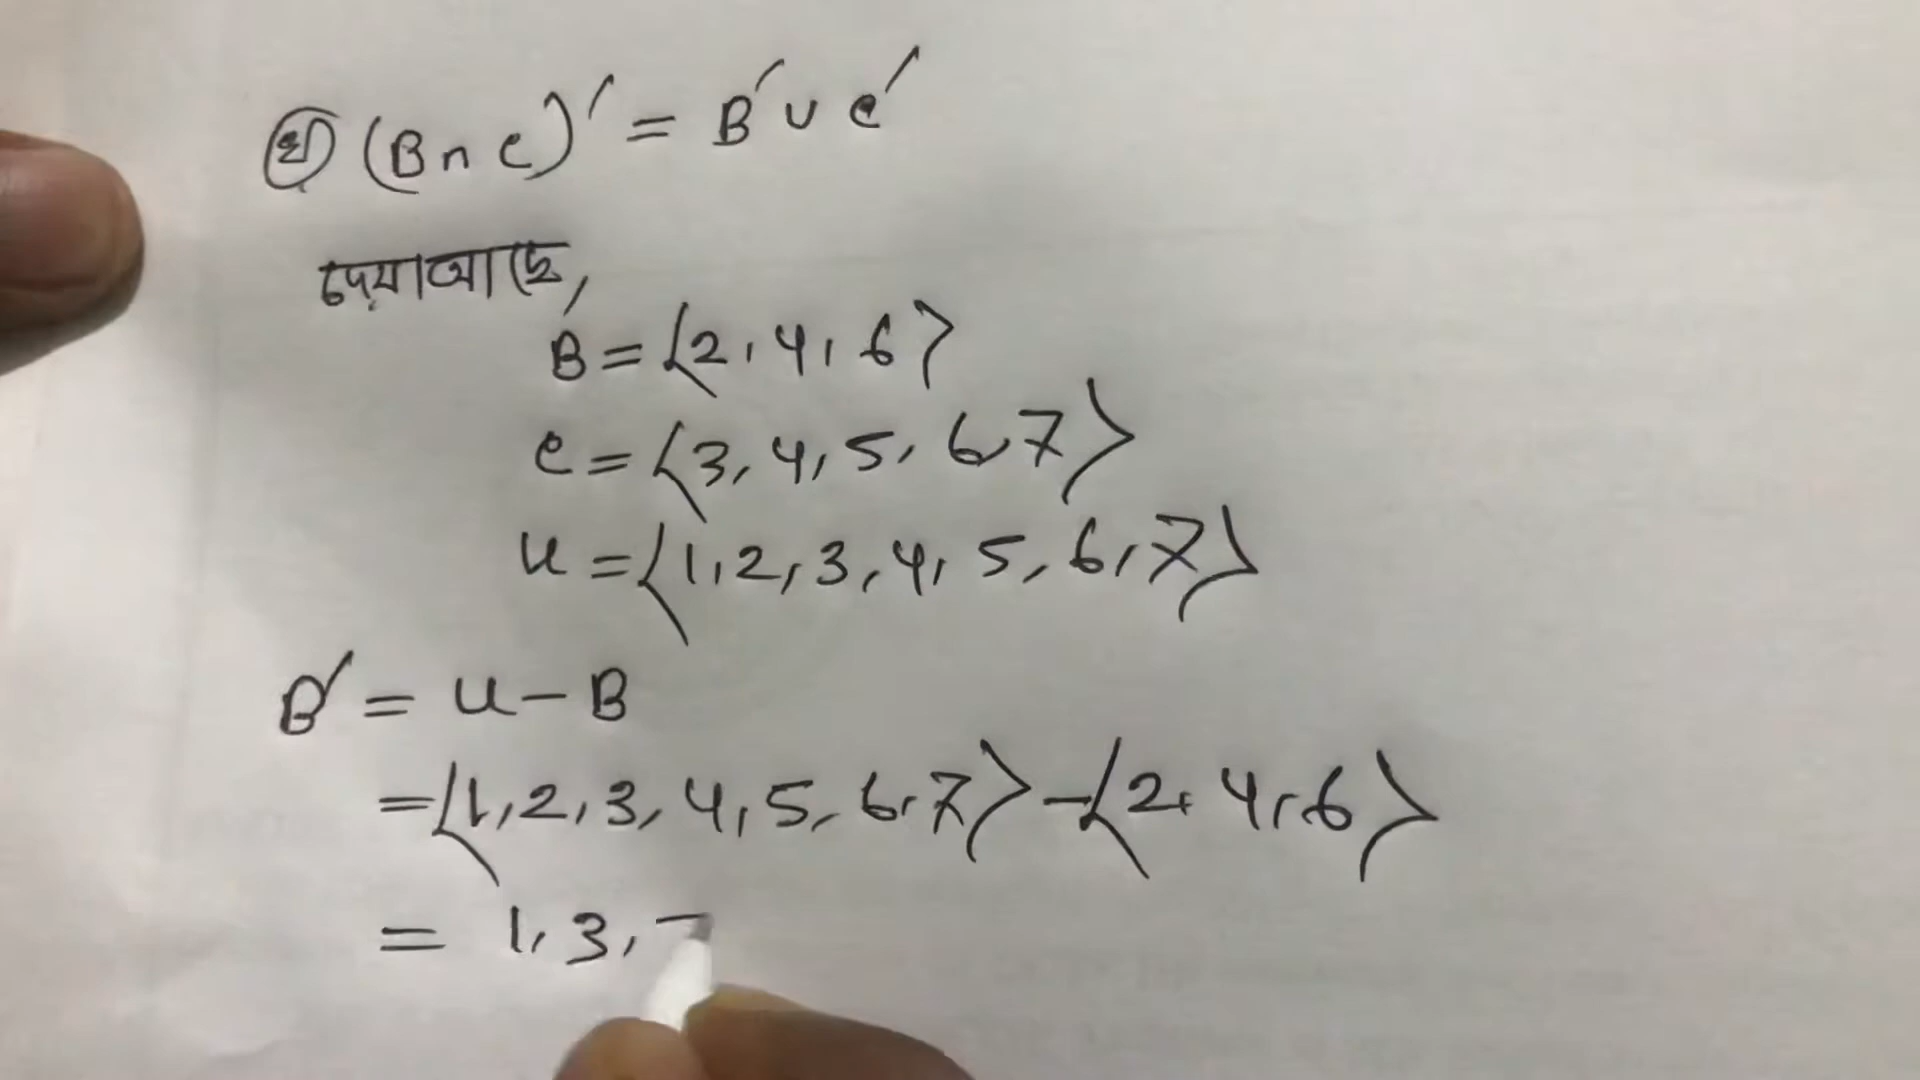 ঘ (B∩C)′ = B′∪C′
দেয়া আছে,
B = {2, 4, 6}
C = {3, 4, 5, 6, 7}
U = {1, 2, 3, 4, 5, 6, 7}
B′ = U - B
= {1, 2, 3, 4, 5, 6, 7} - {2, 4, 6}
= 1, 3,